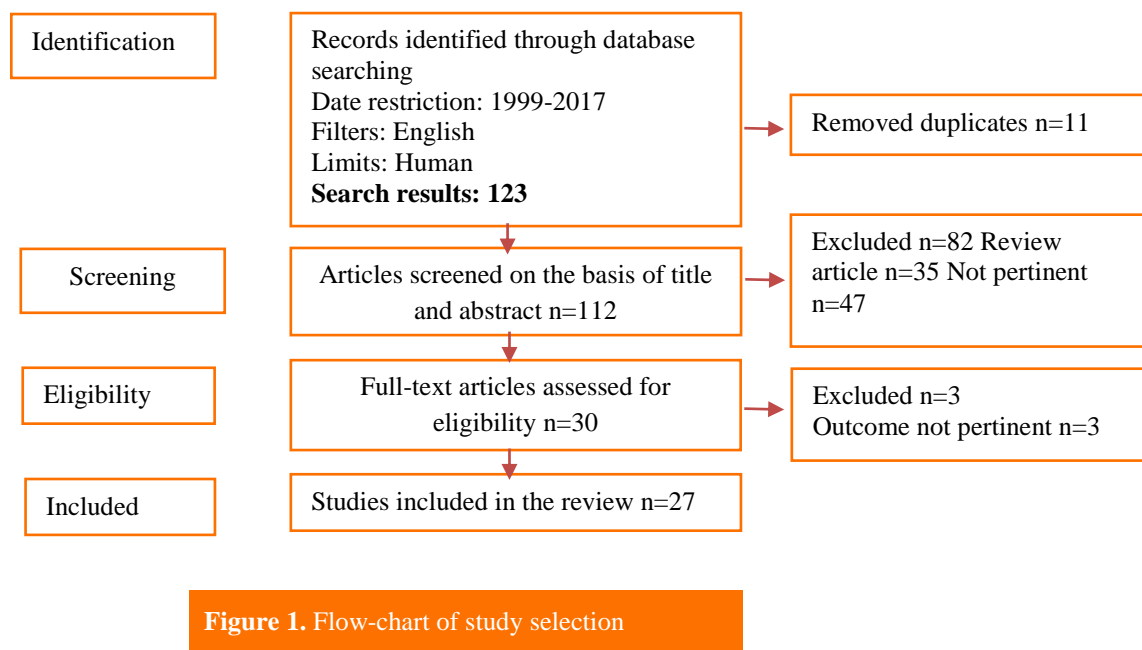 Identification
Records identified through database
searching
Date restriction: 1999-2017
Filters: English
Limits: Human
Search results: 123
Removed duplicates n=11
Screening
Articles screened on the basis of title
and abstract n=112
Excluded n=82 Review
article n=35 Not pertinent
n=47
Eligibility
Full-text articles assessed for
eligibility n=30
Excluded n=3
Outcome not pertinent n=3
Included
Studies included in the review n=27
Figure 1. Flow-chart of study selection